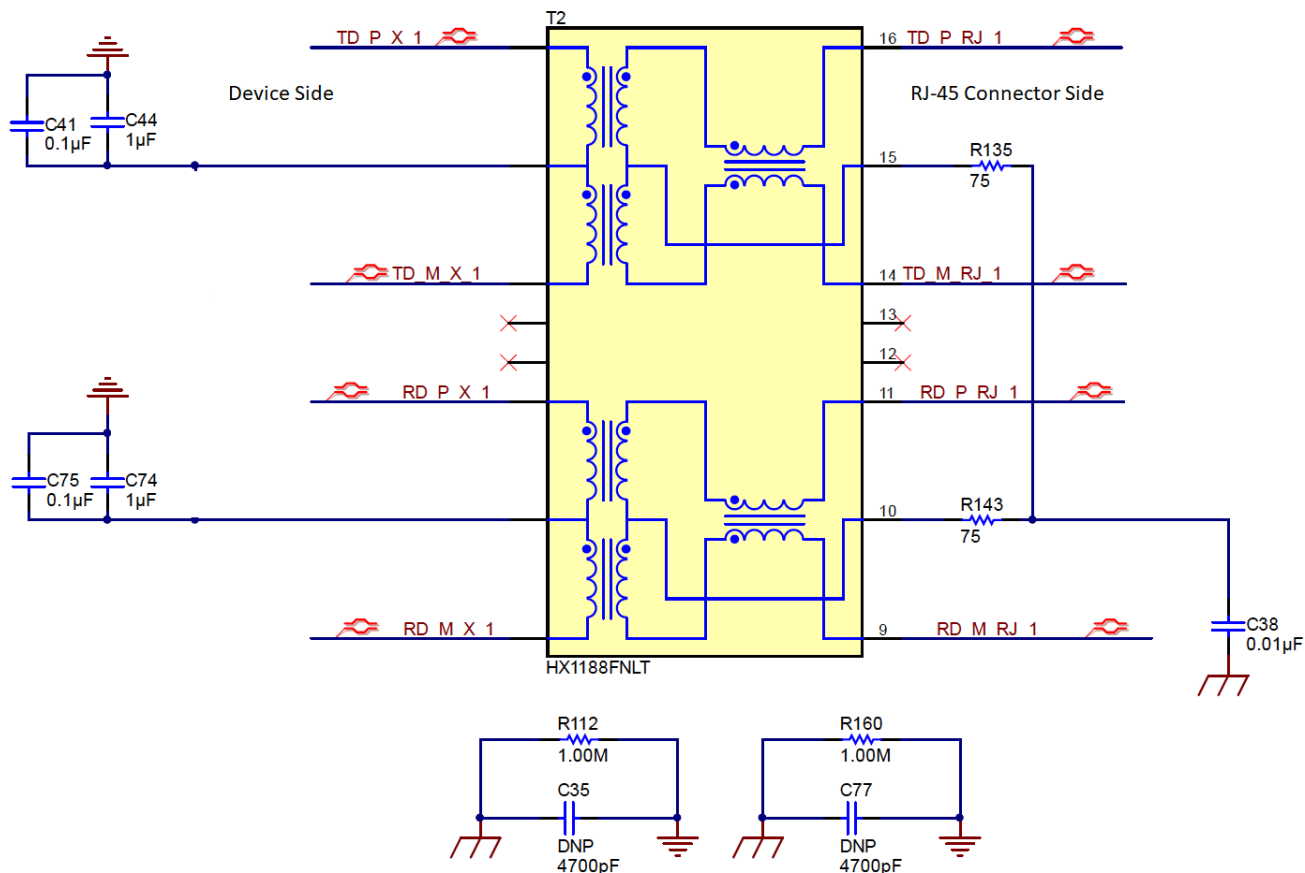 T2
TD_P_X_1
16
TD_P_RJ_1
Device Side
RJ-45 Connector Side
C41
0.1µF
C44
1µF
15
R135
75
TD_M_X_1
14
TD_M_RJ_1
13
12
RD_P_X_1
11
RD_P_RJ_1
C75
0.1µF
C74
1µF
10
R143
75
RD_M_X_1
9
RD_M_RJ_1
C38
0.01µF
HX1188FNLT
R112
1.00M
C35
DNP
4700pF
R160
1.00M
C77
DNP
4700pF